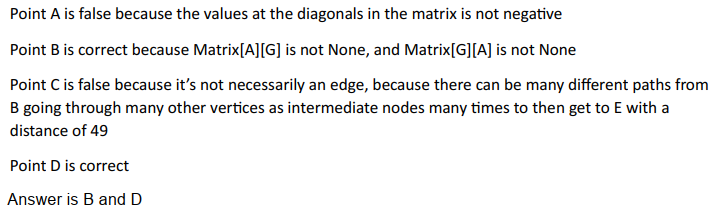 Point A is false because the values at the diagonals in the matrix is not negative
Point B is correct because Matrix[A][G] is not None, and Matrix[G][A] is not None
Point C is false because it's not necessarily an edge, because there can be many different paths from
B going through many other vertices as intermediate nodes many times to then get to E with a
distance of 49
Point D is correct
Answer is B and D